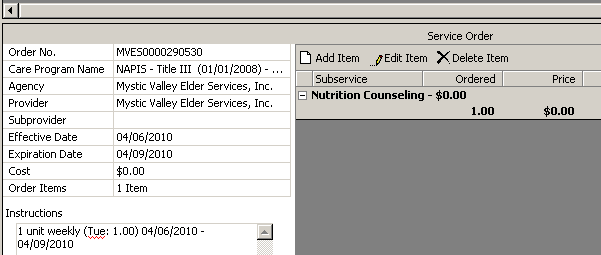 Service Order
Order No. MVES0000290530
Care Program Name NAPIS - Title III (01/01/2008) - ...
Agency Mystic Valley Elder Services, Inc.
Provider Mystic Valley Elder Services, Inc.
Subprovider
Effective Date 04/06/2010
Expiration Date 04/09/2010
Cost $0.00
Order Items 1 Item
Instructions
1 unit weekly (Tue: 1.00) 04/06/2010 -
04/09/2010
Add Item Edit Item Delete Item
Subservice Ordered Price
Nutrition Counseling - $0.00
1.00 $0.00